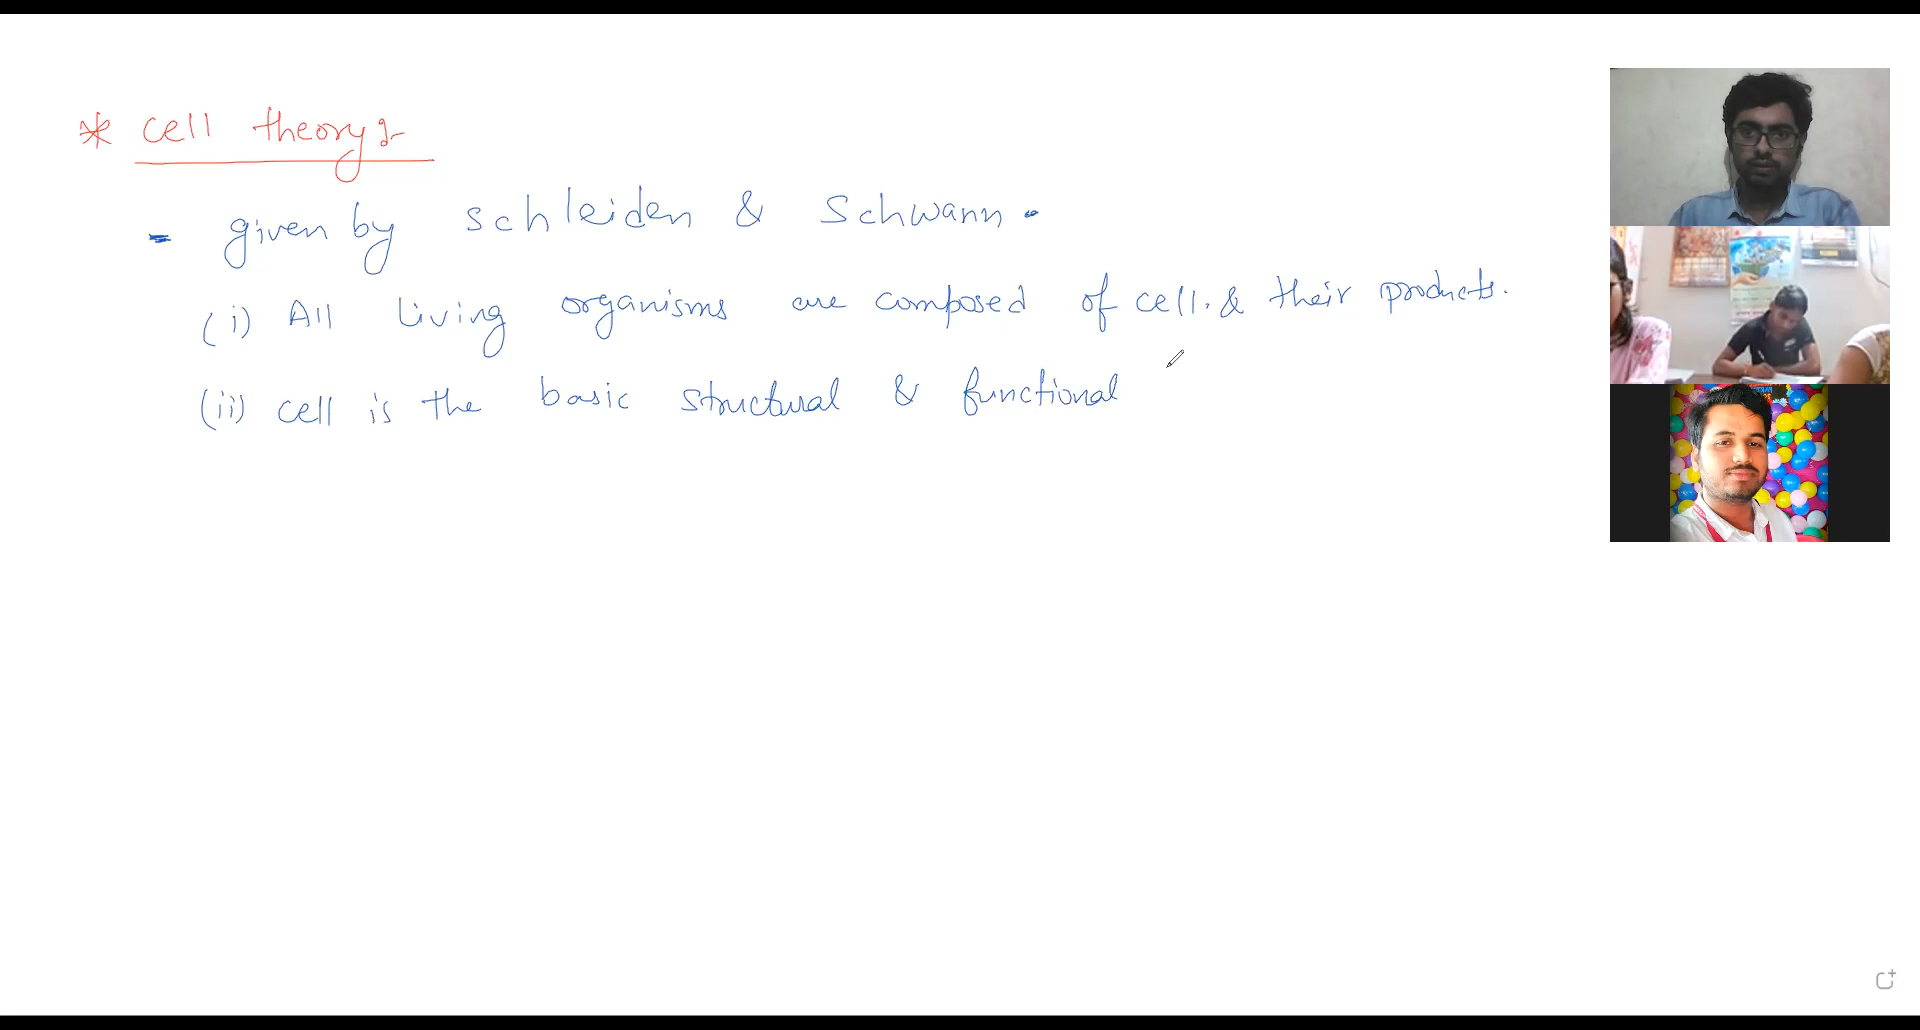 * cell theory :-
- given by schleiden & Schwann.
(i) All living organisms are composed of cell. & their products.
(ii) cell is the basic structural & functional